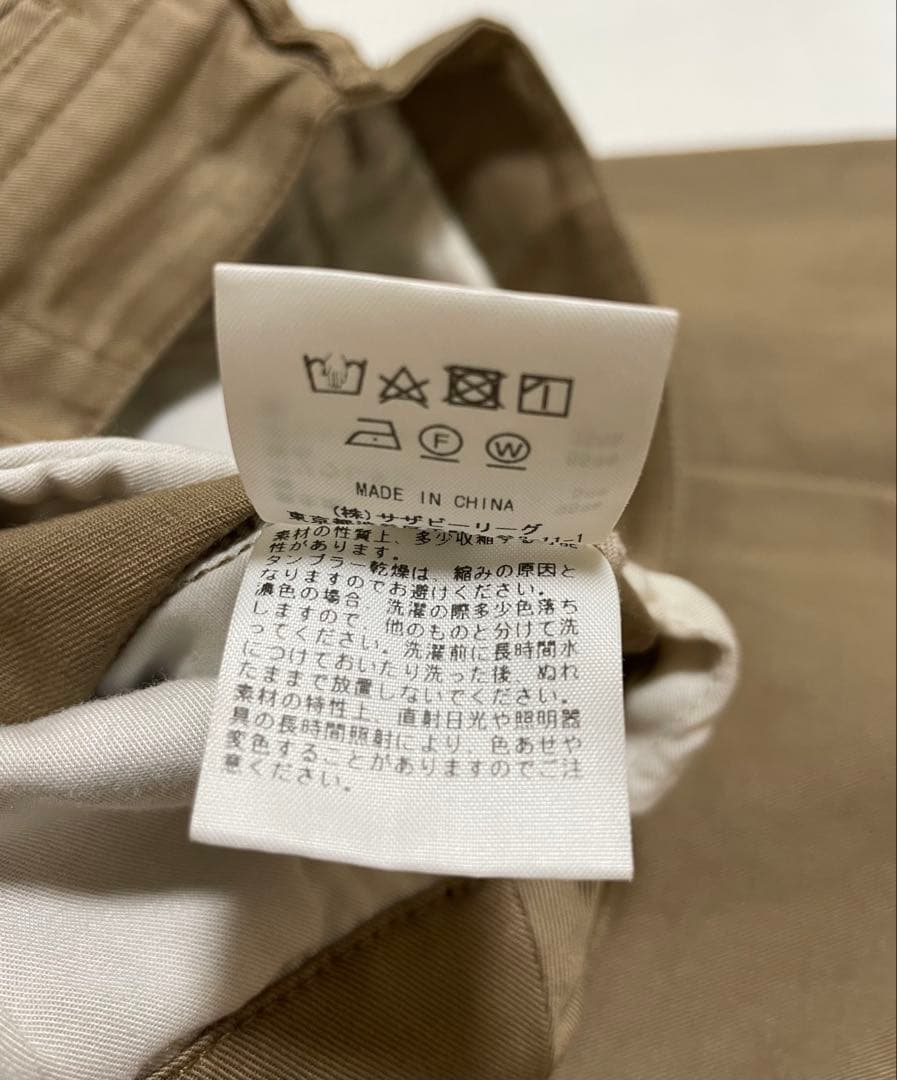 F W
MADE IN CHINA
(株)サザビーリーグ
素材の性質上、多少収縮する
性があります。
タンブラー乾燥は、縮みの原因と
なりますのでお避けください。
濃色の場合、洗濯の際多少色落ち
しますので、他のものと分けて洗
ってください。洗濯前に長時間水
につけておいたり洗った後、ぬれ
たままで放置しないでください。
素材の特性上、直射日光や照明器
具の長時間照射により、色あせや
変色することがありますのでご注
意ください。